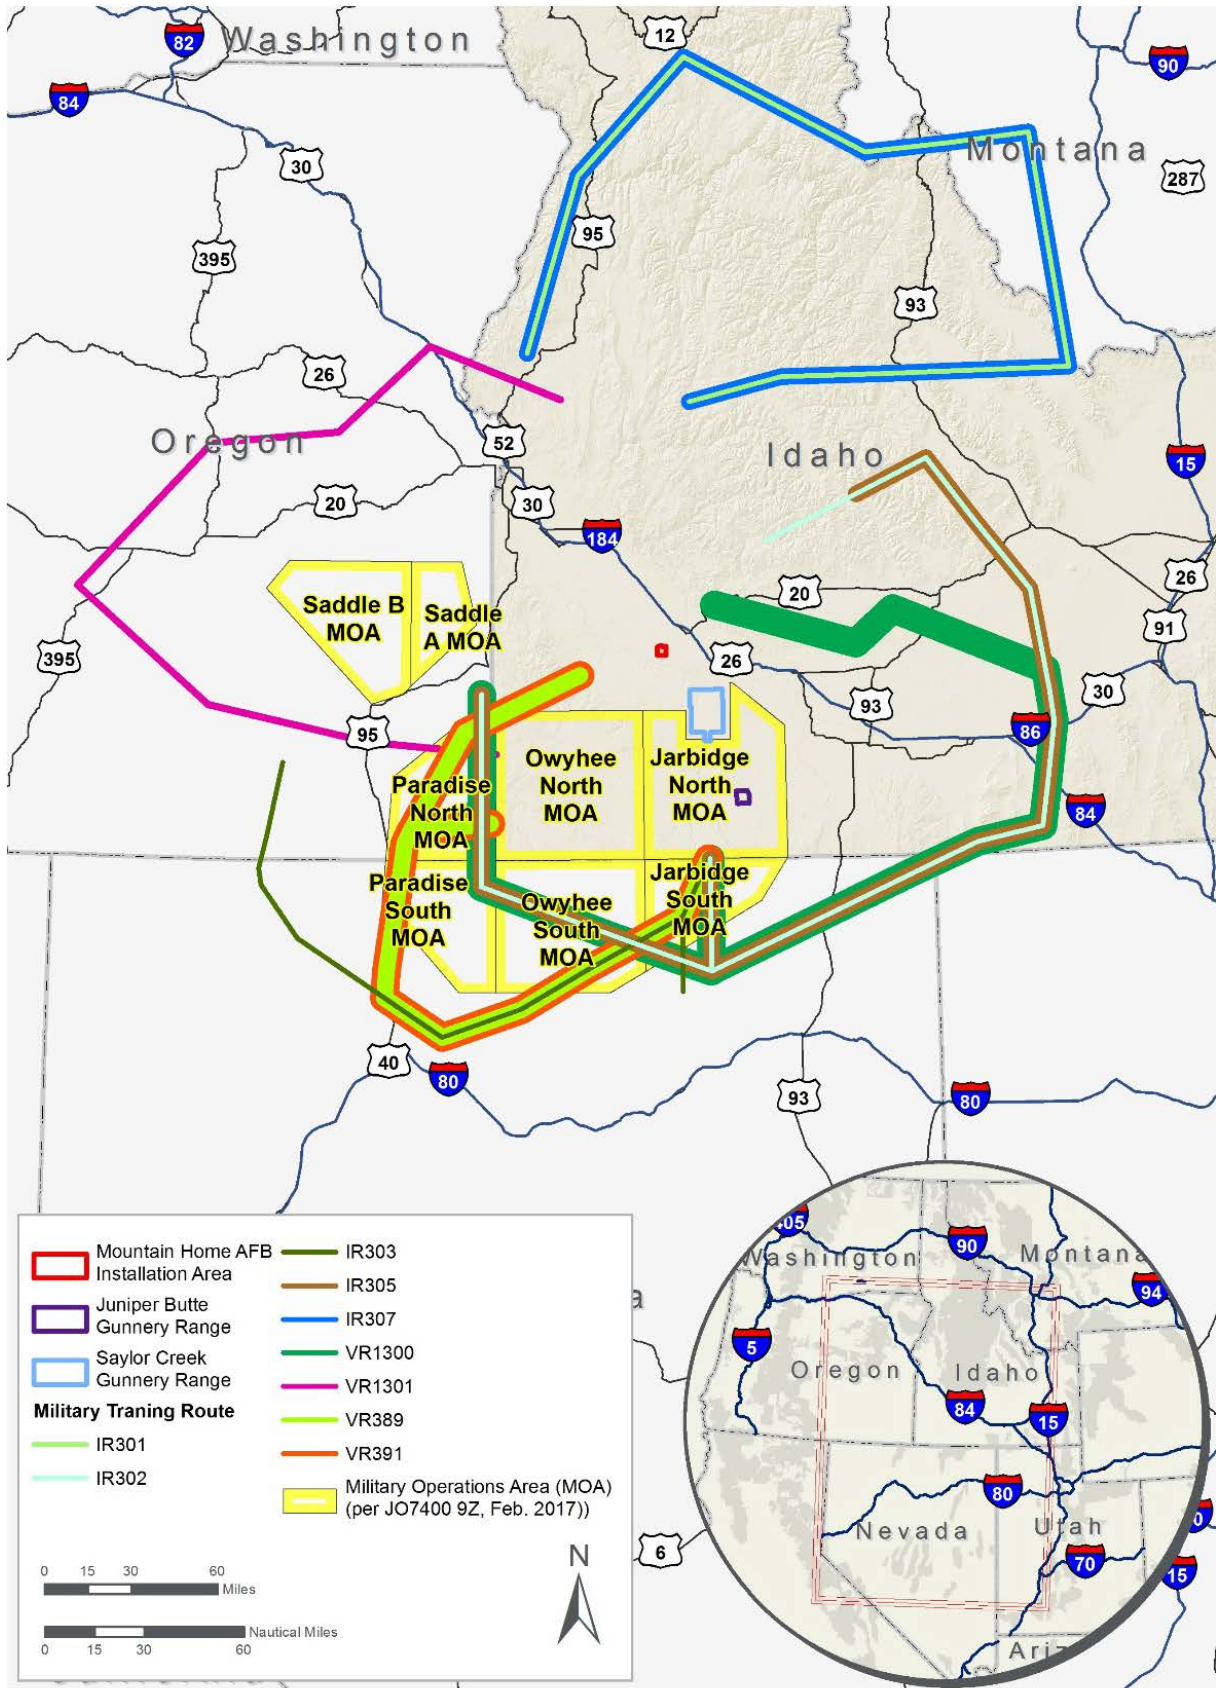 Washington
82
12
90
84
30
Montana
287
95
395
93
26
Oregon
52
Idaho
15
20
30
184
Saddle B
MOA
Saddle
A MOA
20
26
91
395
26
30
93
95
86
Owyhee
North
MOA
Jarbidge
North
MOA
Paradise
North
MOA
84
Paradise
South
MOA
Owyhee
South
MOA
Jarbidge
South
MOA
40
80
93
80
Mountain Home AFB
Installation Area
Juniper Butte
Gunnery Range
Saylor Creek
Gunnery Range
Military Traning Route
IR301
IR302
IR303
IR305
IR307
VR1300
VR1301
VR389
VR391
Military Operations Area (MOA)
(per JO7400 9Z, Feb. 2017))
0 15 30 60
Miles
Nautical Miles
0 15 30 60
N
a
6
405
Washington
90
Montana
94
5
Oregon
Idaho
84
15
80
Nevada
Utah
70
15
Ariz